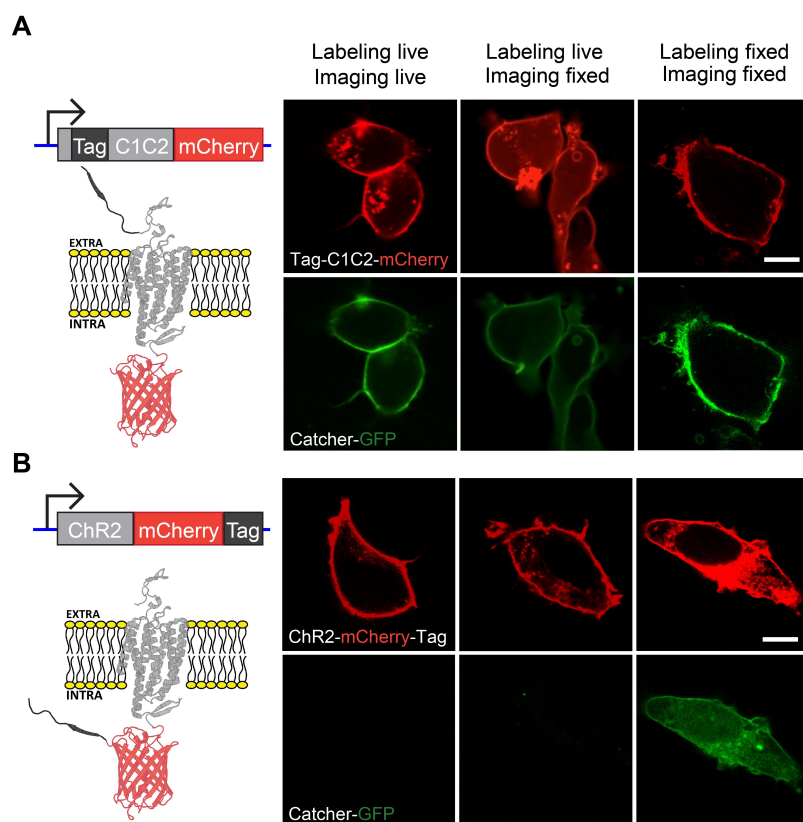 A
Labeling live
Imaging live
Labeling live
Imaging fixed
Labeling fixed
Imaging fixed
Tag C1C2 mCherry
EXTRA
INTRA
Tag-C1C2-mCherry
Catcher-GFP
B
ChR2 mCherry Tag
EXTRA
INTRA
ChR2-mCherry-Tag
Catcher-GFP